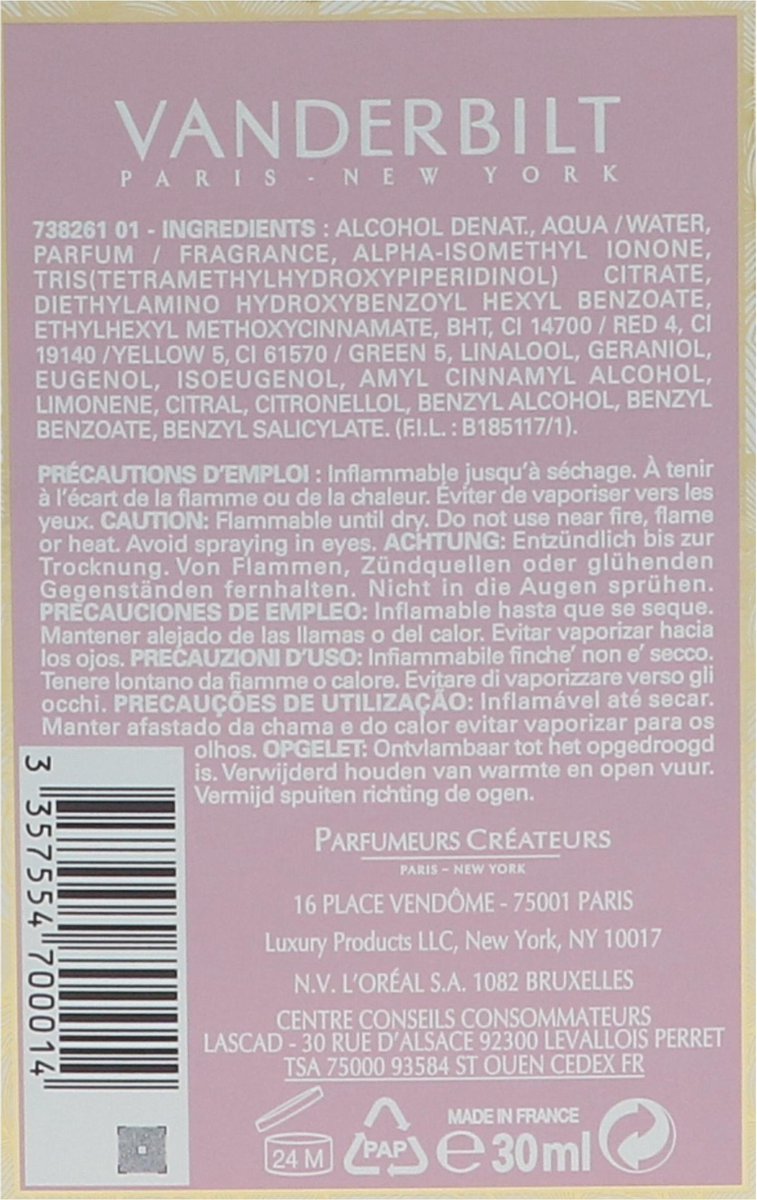 VANDERBILT
PARIS - NEW YORK
738261 01 - INGREDIENTS : ALCOHOL DENAT., AQUA / WATER,
PARFUM / FRAGRANCE, ALPHA-ISOMETHYL IONONE,
TRIS(TETRAMETHYLHYDROXYPIPERIDINOL) CITRATE,
DIETHYLAMINO HYDROXYBENZOYL HEXYL BENZOATE,
ETHYLHEXYL METHOXYCINNAMATE, BHT, CI 14700 / RED 4, CI
19140 /YELLOW 5, CI 61570 / GREEN 5, LINALOOL, GERANIOL,
EUGENOL, ISOEUGENOL, AMYL CINNAMYL ALCOHOL,
LIMONENE, CITRAL, CITRONELLOL, BENZYL ALCOHOL, BENZYL
BENZOATE, BENZYL SALICYLATE. (F.I.L. : B185117/1).
PRÉCAUTIONS D'EMPLOI : Inflammable jusqu'à séchage. À tenir
à l'écart de la flamme ou de la chaleur. Éviter de vaporiser vers les
yeux. CAUTION: Flammable until dry. Do not use near fire, flame
or heat. Avoid spraying in eyes. ACHTUNG: Entzündlich bis zur
Trocknung. Von Flammen, Zündquellen oder glühenden
Gegenständen fernhalten. Nicht in die Augen sprühen.
PRECAUCIONES DE EMPLEO: Inflamable hasta que se seque.
Mantener alejado de las llamas o del calor. Evitar vaporizar hacia
los ojos. PRECAUZIONI D'USO: Infiammabile finche' non e' secco.
Tenere lontano da fiamme o calore. Evitare di vaporizzare verso gli
occhi. PRECAUÇÕES DE UTILIZAÇÃO: Inflamável até secar.
Manter afastado da chama e do calor evitar vaporizar para os
olhos. OPGELET: Ontvlambaar tot het opgedroogd
is. Verwijderd houden van warmte en open vuur.
Vermijd spuiten richting de ogen.
3 357554 700014
PARFUMEURS CRÉATEURS
PARIS - NEW YORK
16 PLACE VENDÔME - 75001 PARIS
Luxury Products LLC, New York, NY 10017
N.V. L'ORÉAL S.A. 1082 BRUXELLES
CENTRE CONSEILS CONSOMMATEURS
LASCAD - 30 RUE D'ALSACE 92300 LEVALLOIS PERRET
TSA 75000 93584 ST OUEN CEDEX FR
24 M
PAP
MADE IN FRANCE
℮ 30ml